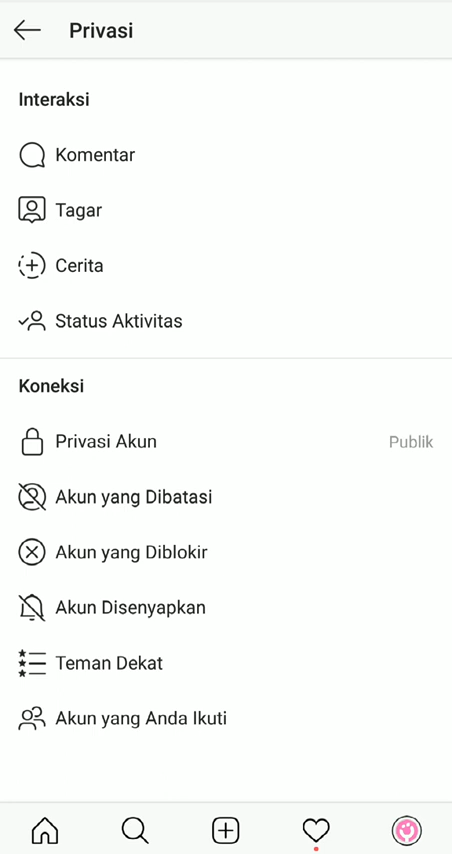 Privasi
Interaksi
Komentar
Tagar
Cerita
Status Aktivitas
Koneksi
Privasi Akun Publik
Akun yang Dibatasi
Akun yang Diblokir
Akun Disenyapkan
Teman Dekat
Akun yang Anda Ikuti